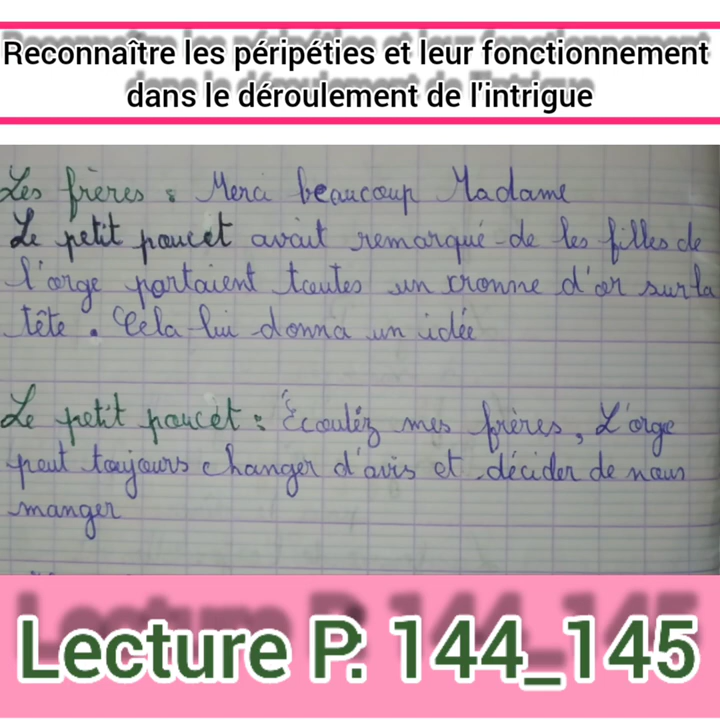 Reconnaître les péripéties et leur fonctionnement
dans le déroulement de l'intrigue
Les frères : Merci beaucoup Madame
Le petit poucet avait remarqué de les filles de
l'orge portaient toutes un cronne d'or sur la
tête. Cela lui donna un idée
Le petit poucet : Écoutéz mes frères, L'orge
peut toujours changer d'avis et décider de nous
manger
Lecture P. 144_145